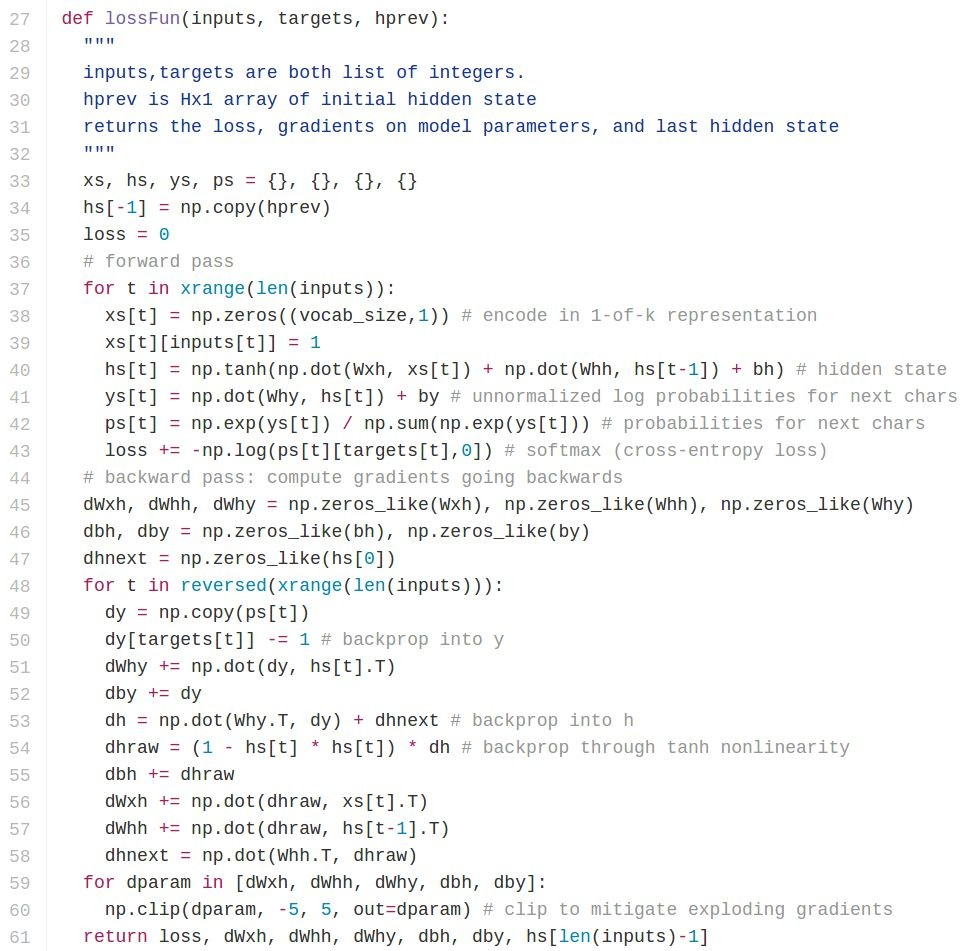 27 def lossFun(inputs, targets, hprev):
28   """
29   inputs,targets are both list of integers.
30   hprev is Hx1 array of initial hidden state
31   returns the loss, gradients on model parameters, and last hidden state
32   """
33   xs, hs, ys, ps = {}, {}, {}, {}
34   hs[-1] = np.copy(hprev)
35   loss = 0
36   # forward pass
37   for t in xrange(len(inputs)):
38     xs[t] = np.zeros((vocab_size,1)) # encode in 1-of-k representation
39     xs[t][inputs[t]] = 1
40     hs[t] = np.tanh(np.dot(Wxh, xs[t]) + np.dot(Whh, hs[t-1]) + bh) # hidden state
41     ys[t] = np.dot(Why, hs[t]) + by # unnormalized log probabilities for next chars
42     ps[t] = np.exp(ys[t]) / np.sum(np.exp(ys[t])) # probabilities for next chars
43     loss += -np.log(ps[t][targets[t],0]) # softmax (cross-entropy loss)
44   # backward pass: compute gradients going backwards
45   dWxh, dWhh, dWhy = np.zeros_like(Wxh), np.zeros_like(Whh), np.zeros_like(Why)
46   dbh, dby = np.zeros_like(bh), np.zeros_like(by)
47   dhnext = np.zeros_like(hs[0])
48   for t in reversed(xrange(len(inputs))):
49     dy = np.copy(ps[t])
50     dy[targets[t]] -= 1 # backprop into y
51     dWhy += np.dot(dy, hs[t].T)
52     dby += dy
53     dh = np.dot(Why.T, dy) + dhnext # backprop into h
54     dhraw = (1 - hs[t] * hs[t]) * dh # backprop through tanh nonlinearity
55     dbh += dhraw
56     dWxh += np.dot(dhraw, xs[t].T)
57     dWhh += np.dot(dhraw, hs[t-1].T)
58     dhnext = np.dot(Whh.T, dhraw)
59   for dparam in [dWxh, dWhh, dWhy, dbh, dby]:
60     np.clip(dparam, -5, 5, out=dparam) # clip to mitigate exploding gradients
61   return loss, dWxh, dWhh, dWhy, dbh, dby, hs[len(inputs)-1]